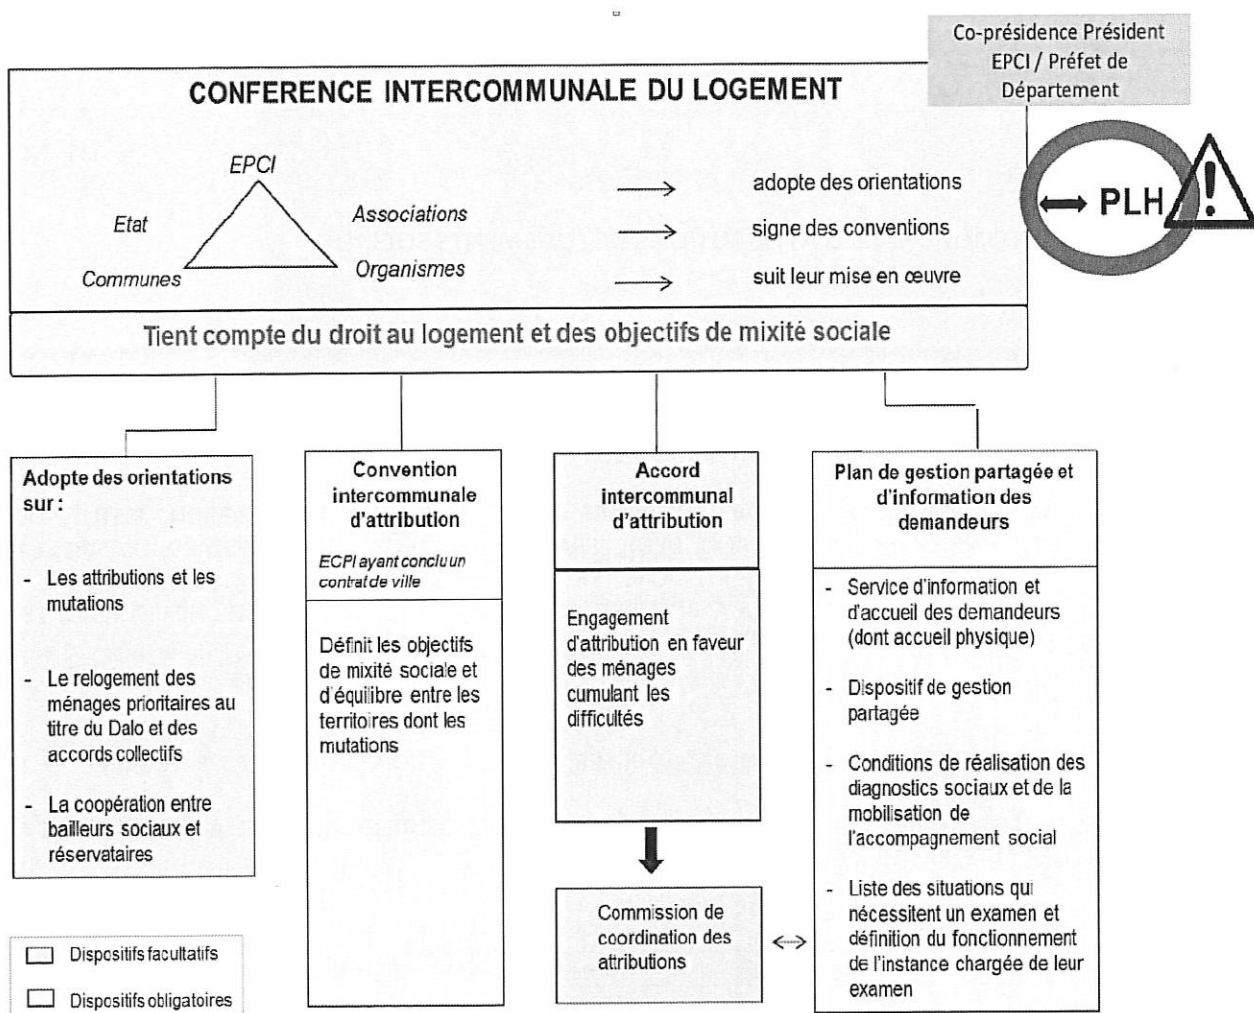 Co-présidence Président
EPCI / Préfet de
Département
CONFERENCE INTERCOMMUNALE DU LOGEMENT
EPCI
Etat
Associations
Communes
Organismes
adopte des orientations
signe des conventions
suit leur mise en œuvre
PLH
!
Tient compte du droit au logement et des objectifs de mixité sociale
Adopte des orientations
sur :
- Les attributions et les
mutations
- Le relogement des
ménages prioritaires au
titre du Dalo et des
accords collectifs
- La coopération entre
bailleurs sociaux et
réservataires
Convention
intercommunale
d'attribution
ECPI ayant conclu un
contrat de ville
Définit les objectifs
de mixité sociale et
d'équilibre entre les
territoires dont les
mutations
Accord
intercommunal
d'attribution
Engagement
d'attribution en faveur
des ménages
cumulant les
difficultés
Commission de
coordination des
attributions
Plan de gestion partagée et
d'information des
demandeurs
- Service d'information et
d'accueil des demandeurs
(dont accueil physique)
- Dispositif de gestion
partagée
- Conditions de réalisation des
diagnostics sociaux et de la
mobilisation de
l'accompagnement social
- Liste des situations qui
nécessitent un examen et
définition du fonctionnement
de l'instance chargée de leur
examen
Dispositifs facultatifs
Dispositifs obligatoires